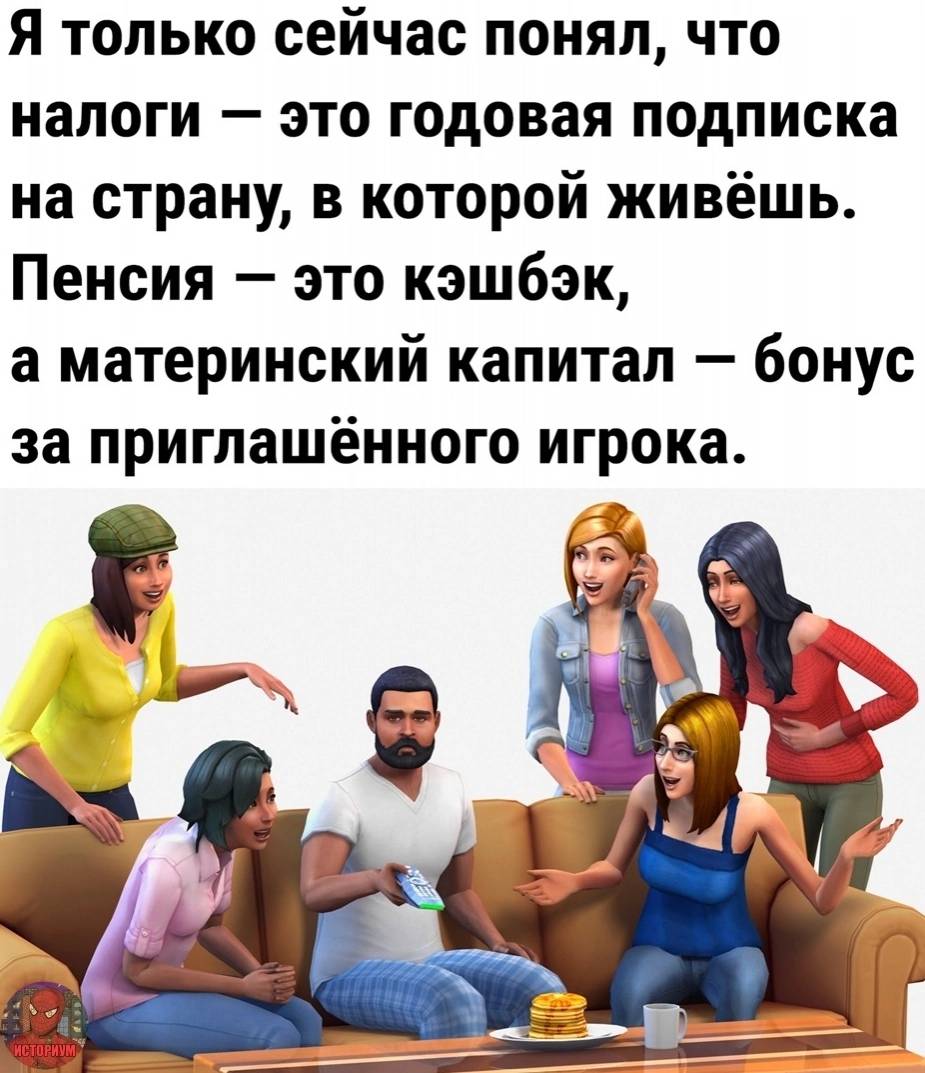 Я только сейчас понял, что
налоги — это годовая подписка
на страну, в которой живёшь.
Пенсия — это кэшбэк,
а материнский капитал — бонус
за приглашённого игрока.
ИСТОРИУМ